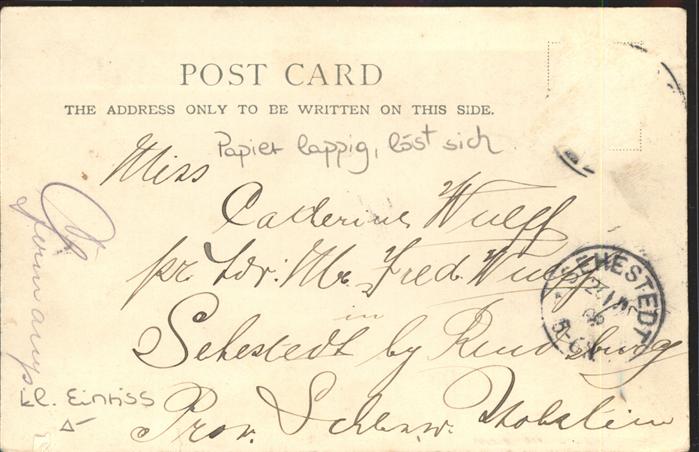 POST CARD
THE ADDRESS ONLY TO BE WRITTEN ON THIS SIDE.
Papier lappig, löst sich
Miss
Catherine Wulff
pr Adr: Mr Fred. Wulff
in
Sehestedt by Rendsburg
Prov. Schlesw. Holstein
Germany
kl. Einriss
SEHESTEDT